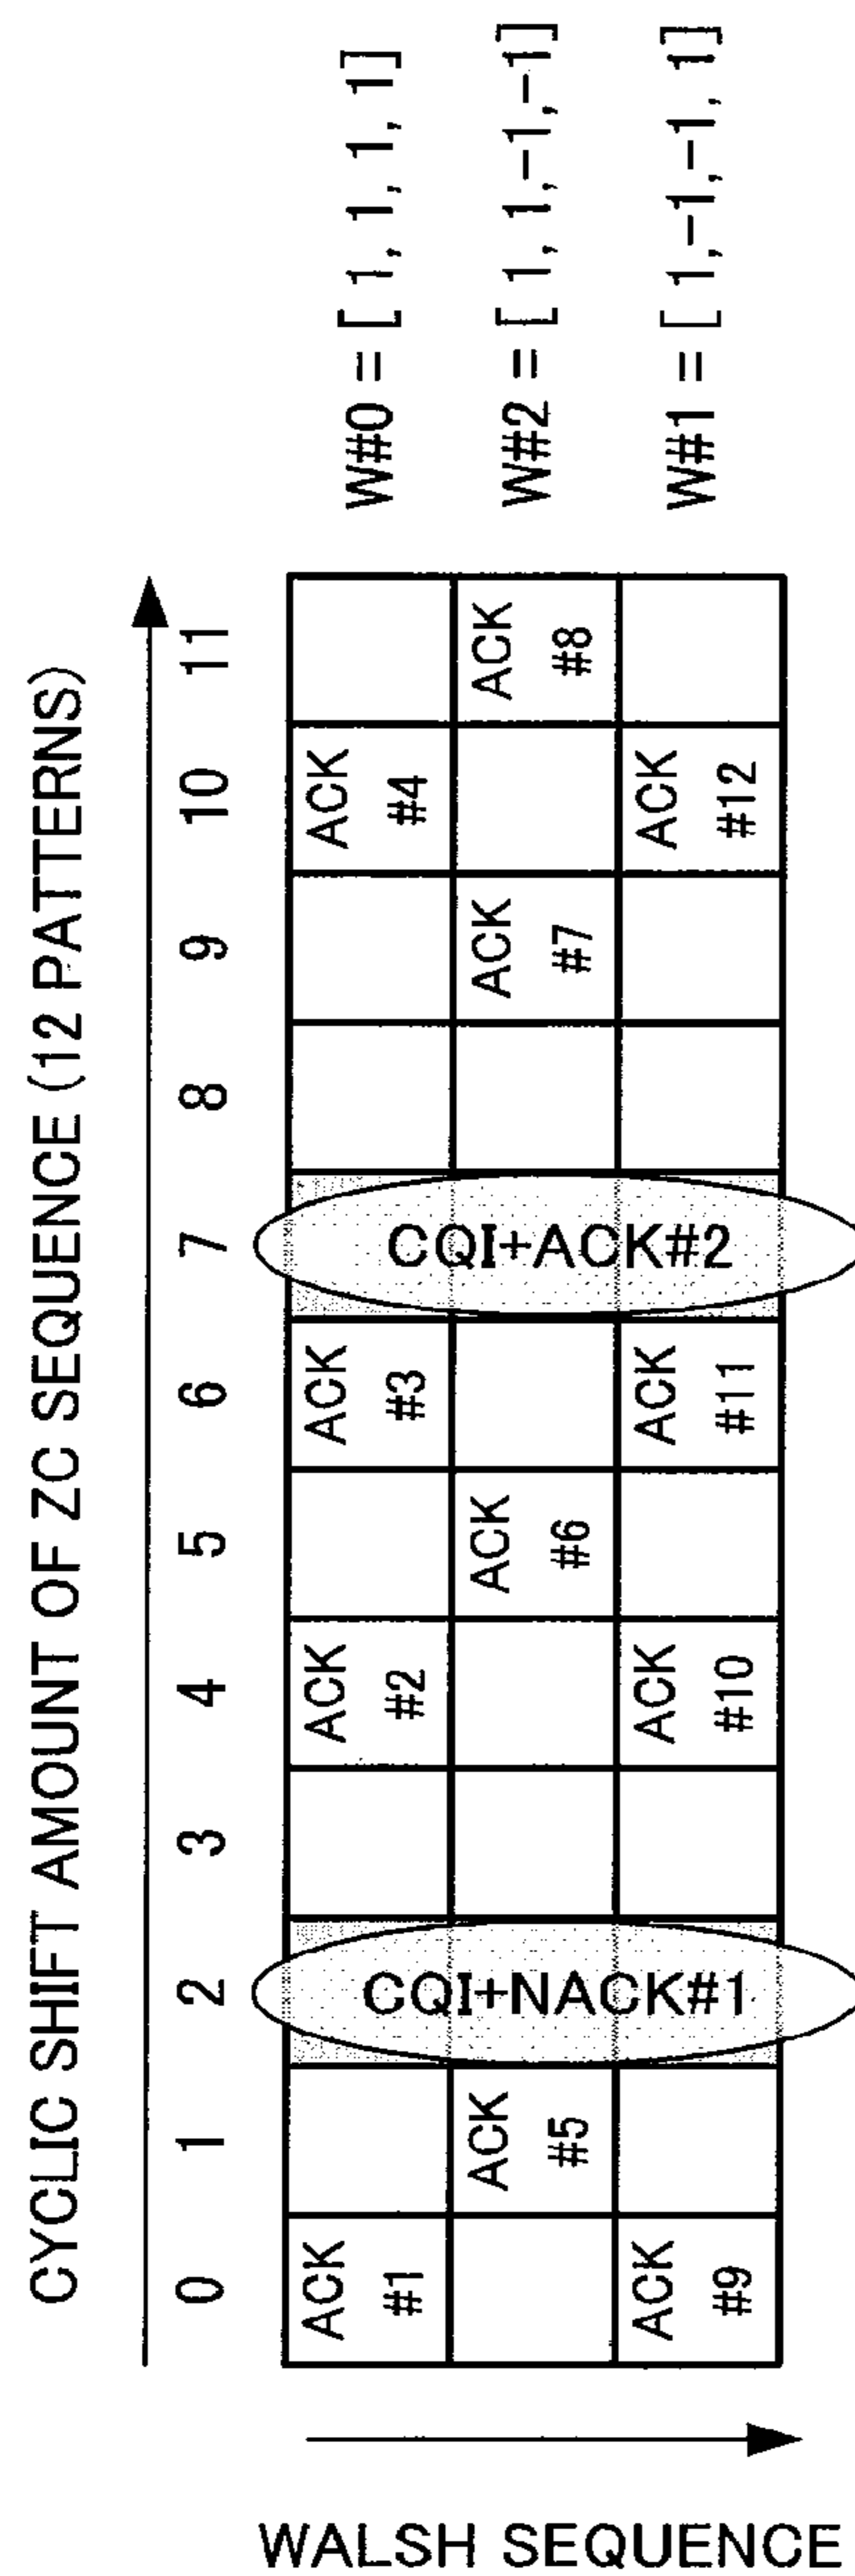 CYCLIC SHIFT AMOUNT OF ZC SEQUENCE (12 PATTERNS)
0 1 2 3 4 5 6 7 8 9 10 11
ACK #1 ACK #2 ACK #3 ACK #4 W#0 = [ 1, 1, 1, 1]
ACK #5 ACK #6 ACK #7 ACK #8 W#2 = [ 1, 1,-1,-1]
ACK #9 ACK #10 ACK #11 ACK #12 W#1 = [ 1,-1,-1, 1]
CQI+NACK#1
CQI+ACK#2
WALSH SEQUENCE